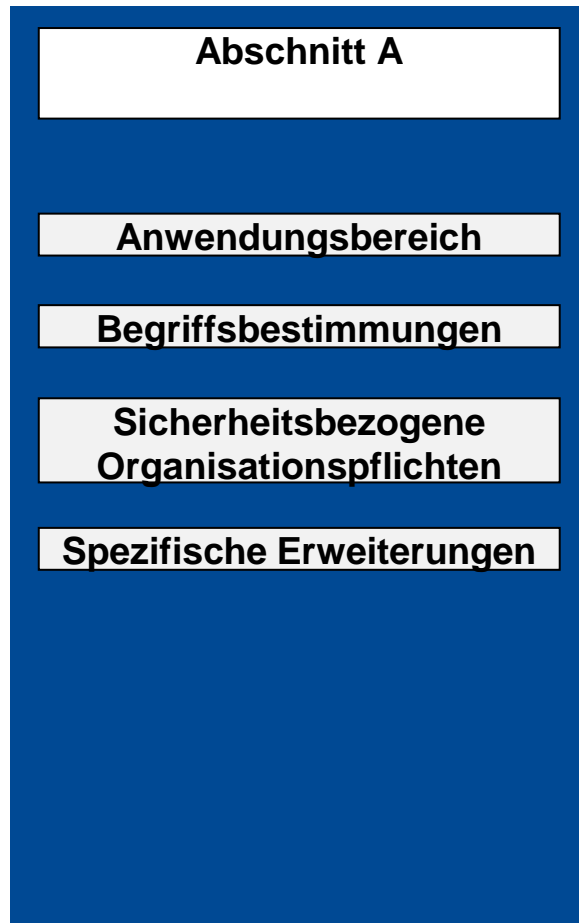 Abschnitt A
Anwendungsbereich
Begriffsbestimmungen
Sicherheitsbezogene
Organisationspflichten
Spezifische Erweiterungen